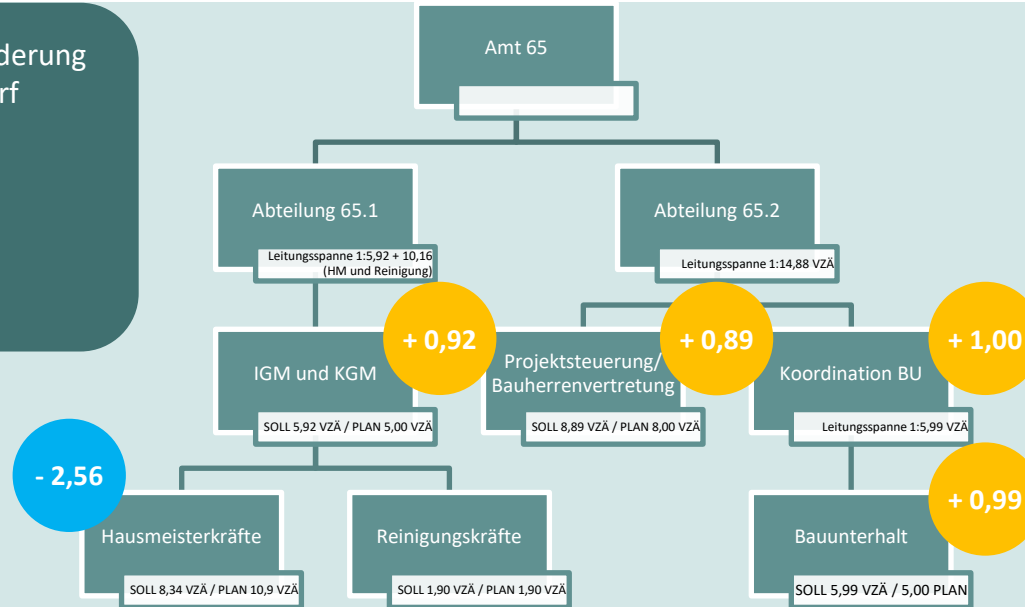 Amt 65
Abteilung 65.1
Leitungsspanne 1:5,92 + 10,16
(HM und Reinigung)
Abteilung 65.2
Leitungsspanne 1:14,88 VZÄ
+ 0,92
IGM und KGM
SOLL 5,92 VZÄ / PLAN 5,00 VZÄ
+ 0,89
Projektsteuerung/
Bauherrenvertretung
SOLL 8,89 VZÄ / PLAN 8,00 VZÄ
+ 1,00
Koordination BU
Leitungsspanne 1:5,99 VZÄ
- 2,56
Hausmeisterkräfte
SOLL 8,34 VZÄ / PLAN 10,9 VZÄ
Reinigungskräfte
SOLL 1,90 VZÄ / PLAN 1,90 VZÄ
+ 0,99
Bauunterhalt
SOLL 5,99 VZÄ / 5,00 PLAN